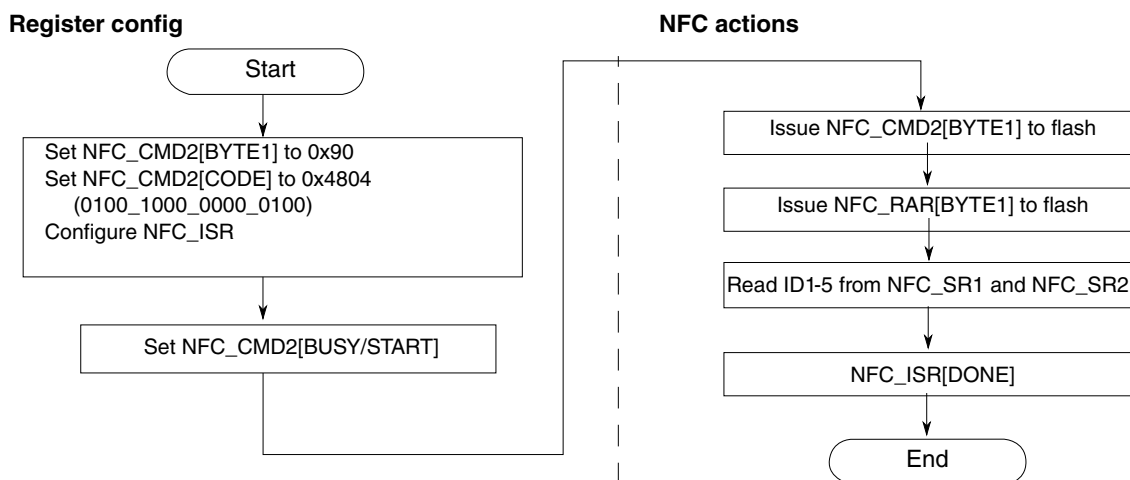 Register config
NFC actions
Start
Set NFC_CMD2[BYTE1] to 0x90
Set NFC_CMD2[CODE] to 0x4804
(0100_1000_0000_0100)
Configure NFC_ISR
Set NFC_CMD2[BUSY/START]
Issue NFC_CMD2[BYTE1] to flash
Issue NFC_RAR[BYTE1] to flash
Read ID1-5 from NFC_SR1 and NFC_SR2
NFC_ISR[DONE]
End